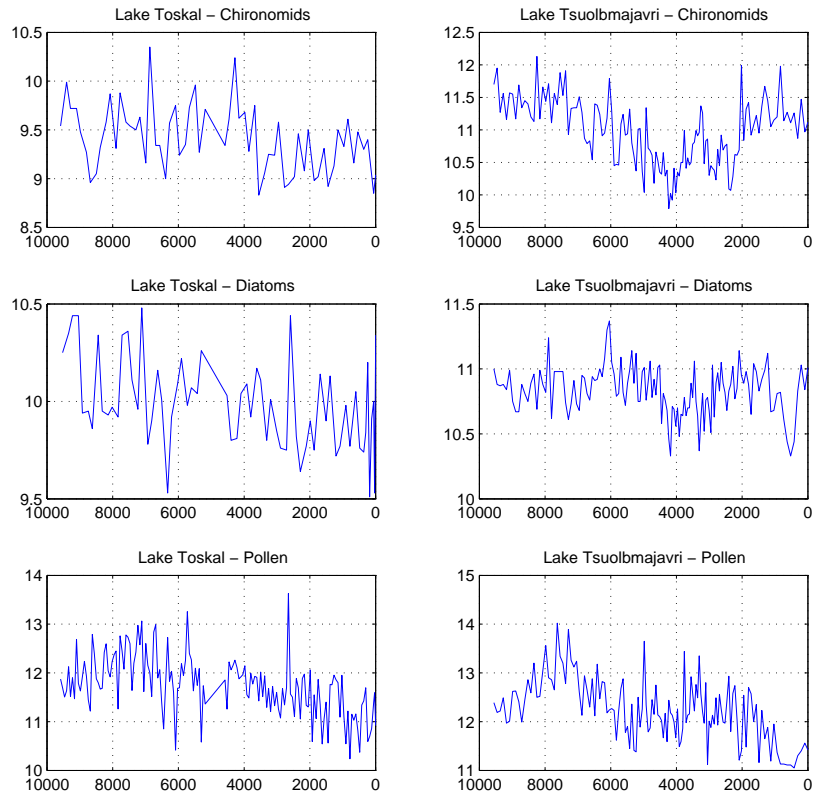 Lake Toskal − Chironomids
10.5
10
9.5
9
8.5
10000 8000 6000 4000 2000 0
Lake Tsuolbmajavri − Chironomids
12.5
12
11.5
11
10.5
10
9.5
10000 8000 6000 4000 2000 0
Lake Toskal − Diatoms
10.5
10
9.5
10000 8000 6000 4000 2000 0
Lake Tsuolbmajavri − Diatoms
11.5
11
10.5
10
10000 8000 6000 4000 2000 0
Lake Toskal − Pollen
14
13
12
11
10
10000 8000 6000 4000 2000 0
Lake Tsuolbmajavri − Pollen
15
14
13
12
11
10000 8000 6000 4000 2000 0